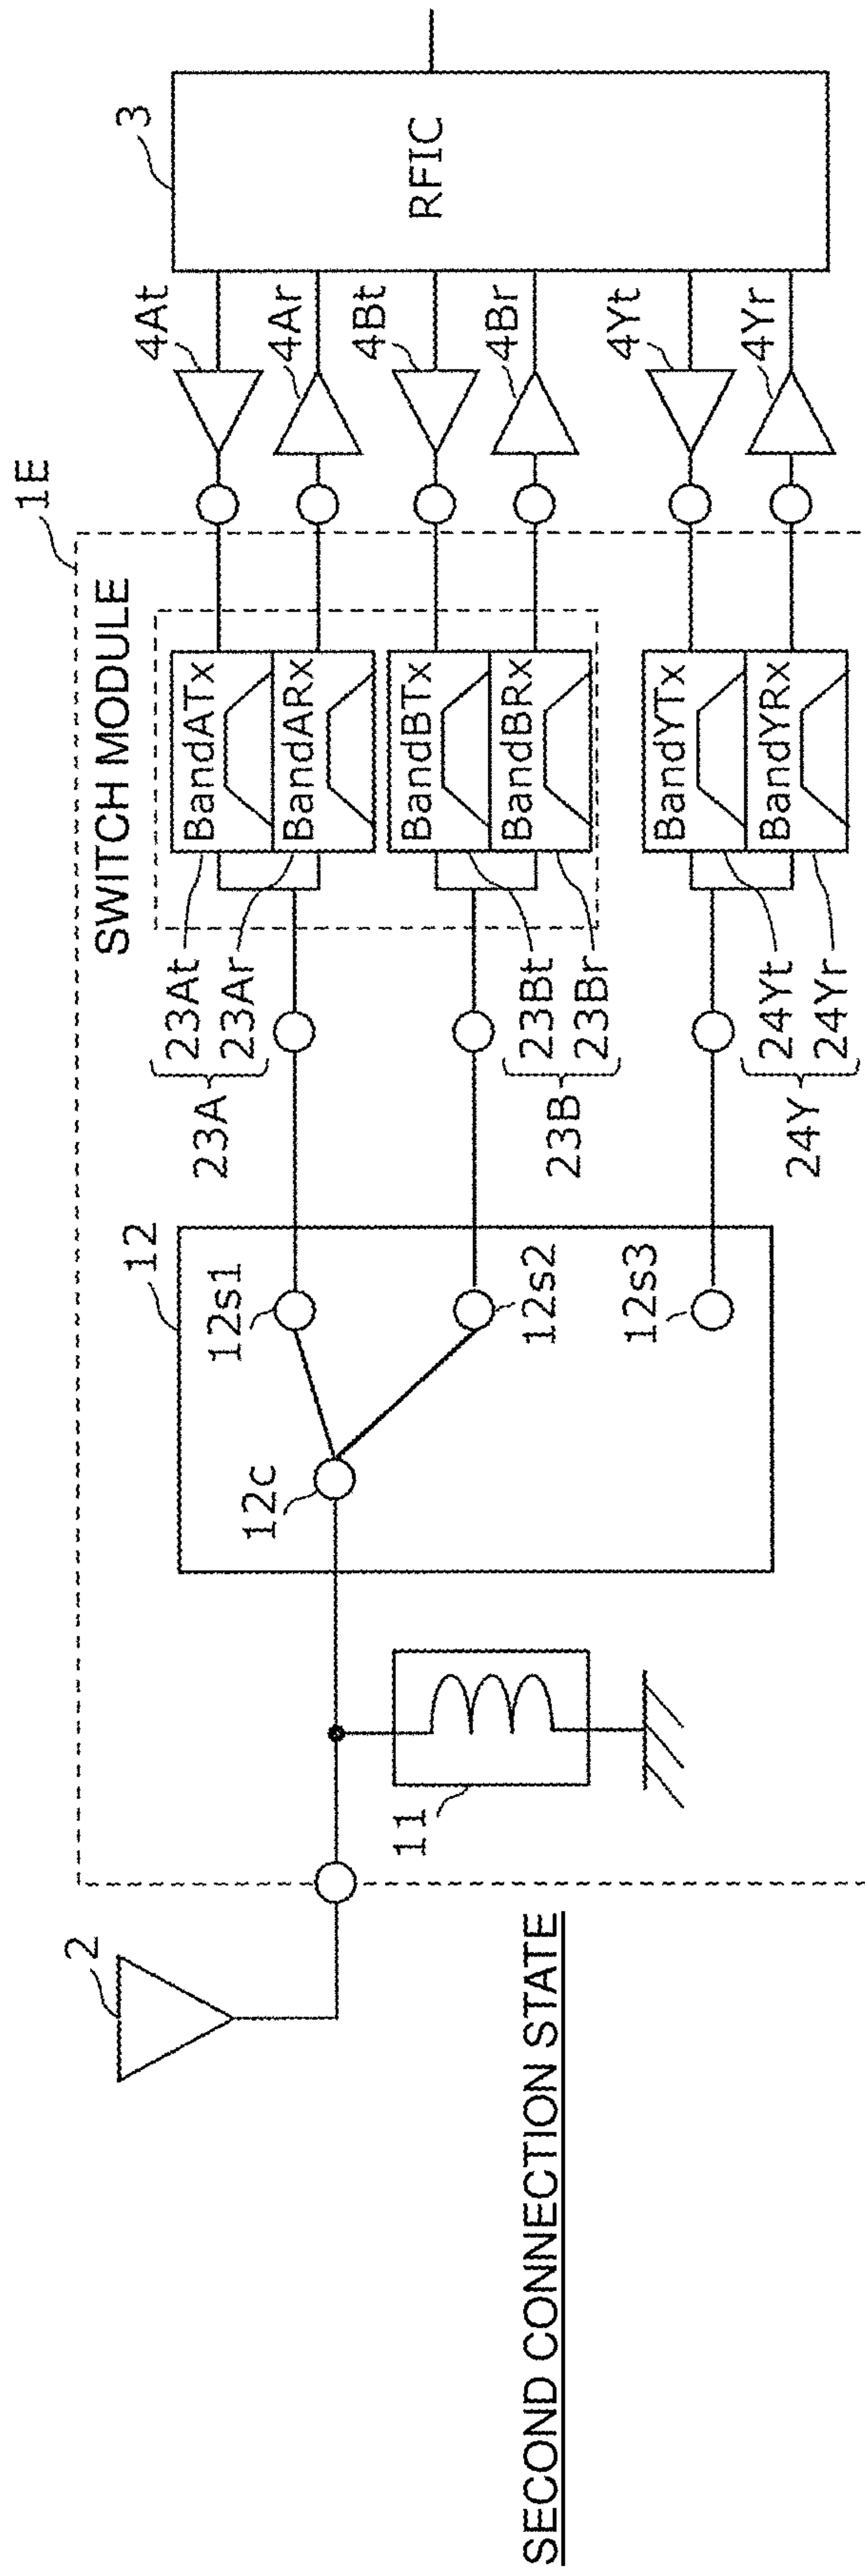 SECOND CONNECTION STATE
1E
SWITCH MODULE
2
11
12
12c
12s1
12s2
12s3
23A
23At
23Ar
23B
23Bt
23Br
24Y
24Yt
24Yr
BandATx
BandARx
BandBTx
BandBRx
BandYTx
BandYRx
4At
4Ar
4Bt
4Br
4Yt
4Yr
3
RFIC